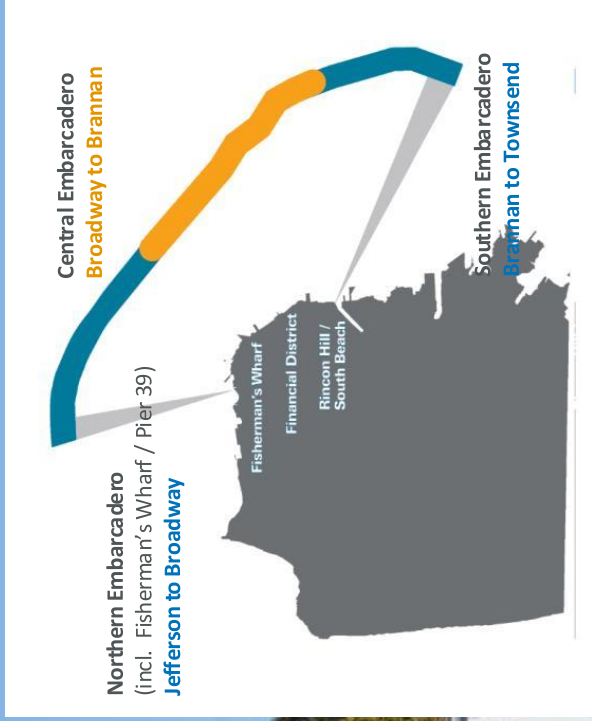 Northern Embarcadero
(incl. Fisherman's Wharf / Pier 39)
Jefferson to Broadway
Central Embarcadero
Broadway to Brannan
Southern Embarcadero
Brannan to Townsend
Fisherman's Wharf
Financial District
Rincon Hill /
South Beach